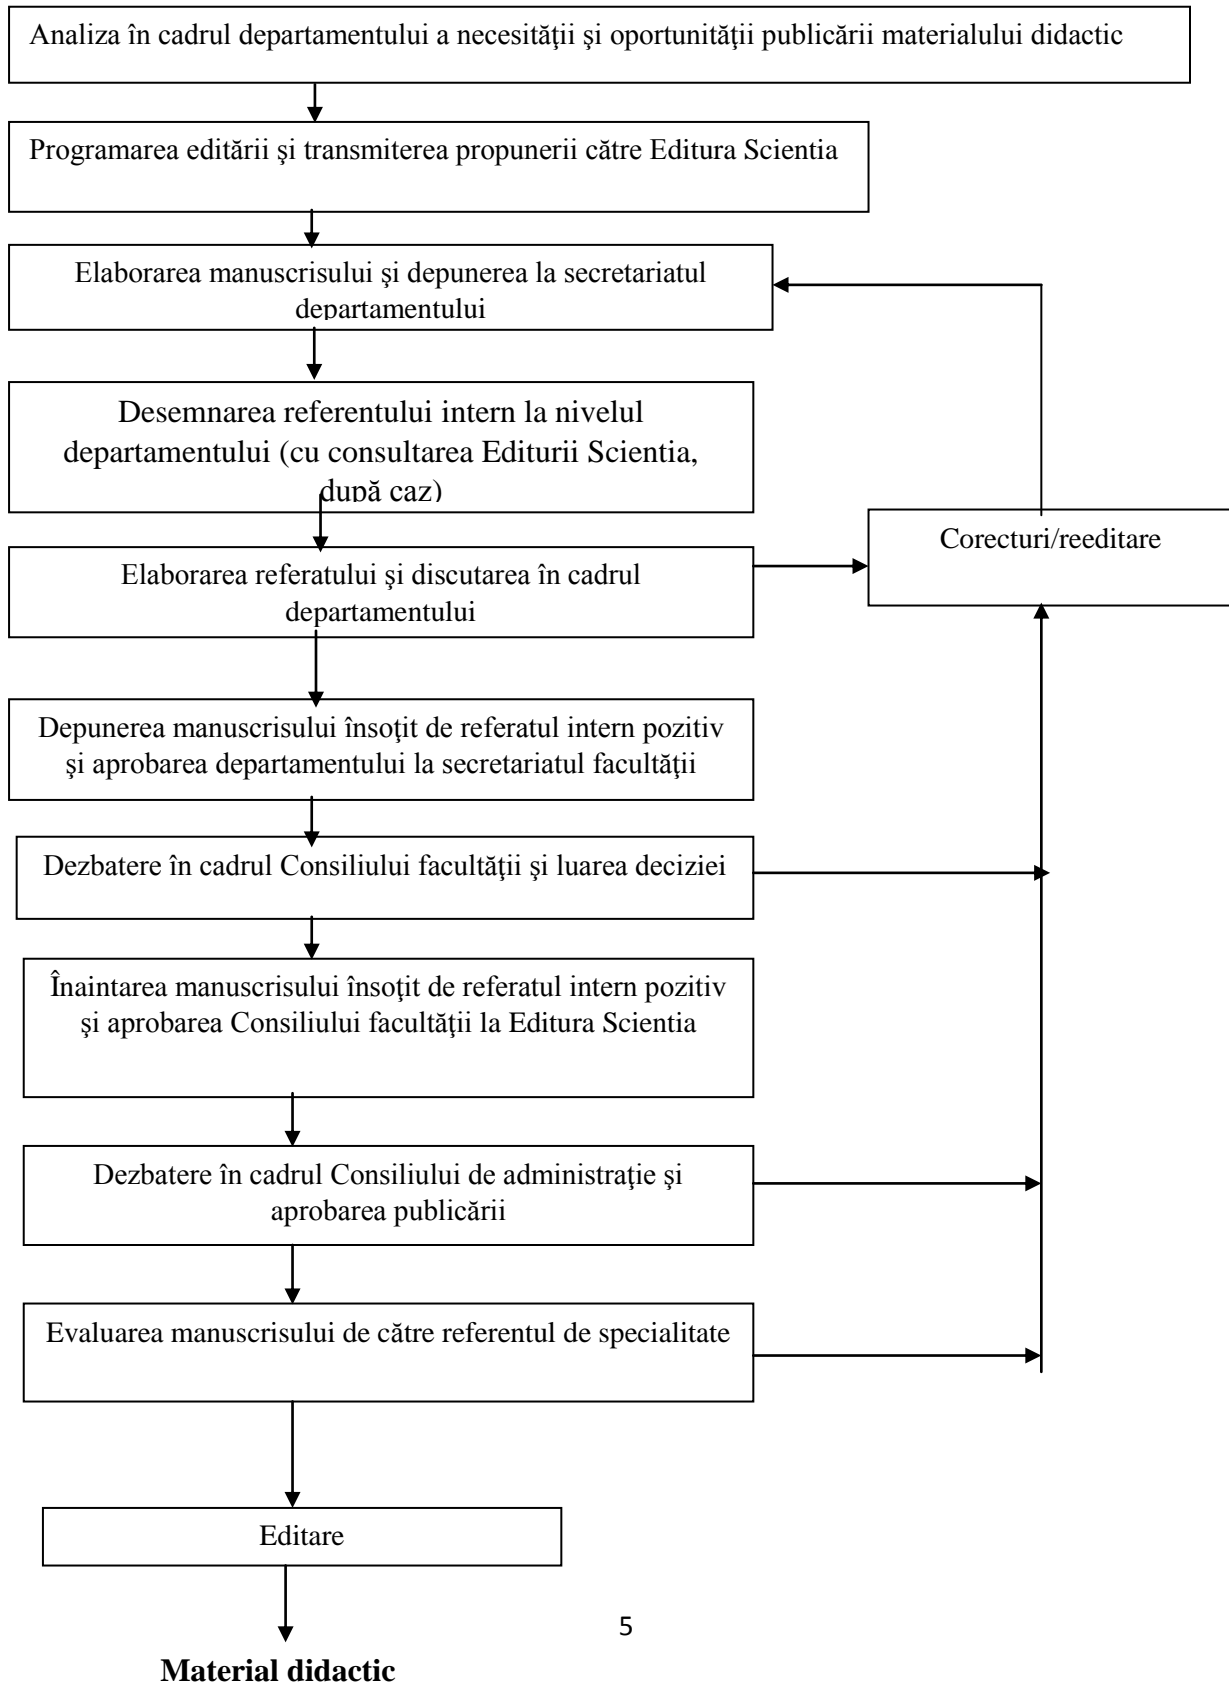 Analiza în cadrul departamentului a necesităţii şi oportunităţii publicării materialului didactic
Programarea editării şi transmiterea propunerii către Editura Scientia
Elaborarea manuscrisului şi depunerea la secretariatul
departamentului
Desemnarea referentului intern la nivelul
departamentului (cu consultarea Editurii Scientia,
după caz)
Corecturi/reeditare
Elaborarea referatului şi discutarea în cadrul
departamentului
Depunerea manuscrisului însoţit de referatul intern pozitiv
şi aprobarea departamentului la secretariatul facultăţii
Dezbatere în cadrul Consiliului facultăţii şi luarea deciziei
Înaintarea manuscrisului însoţit de referatul intern pozitiv
şi aprobarea Consiliului facultăţii la Editura Scientia
Dezbatere în cadrul Consiliului de administraţie şi
aprobarea publicării
Evaluarea manuscrisului de către referentul de specialitate
Editare
5
Material didactic